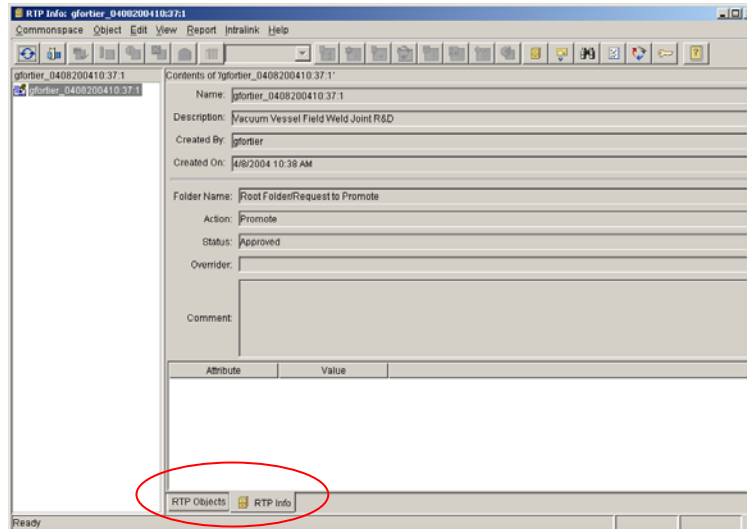 RTP Info: gfortier_0408200410:37:1
Commonspace Object Edit View Report Intralink Help
gfortier_0408200410:37:1
gfortier_0408200410:37:1
Contents of 'gfortier_0408200410:37:1'
Name: gfortier_0408200410:37:1
Description: Vacuum Vessel Field Weld Joint R&D
Created By: gfortier
Created On: 4/8/2004 10:38 AM
Folder Name: Root Folder/Request to Promote
Action: Promote
Status: Approved
Overrider:
Comment:
Attribute Value
RTP Objects RTP Info
Ready